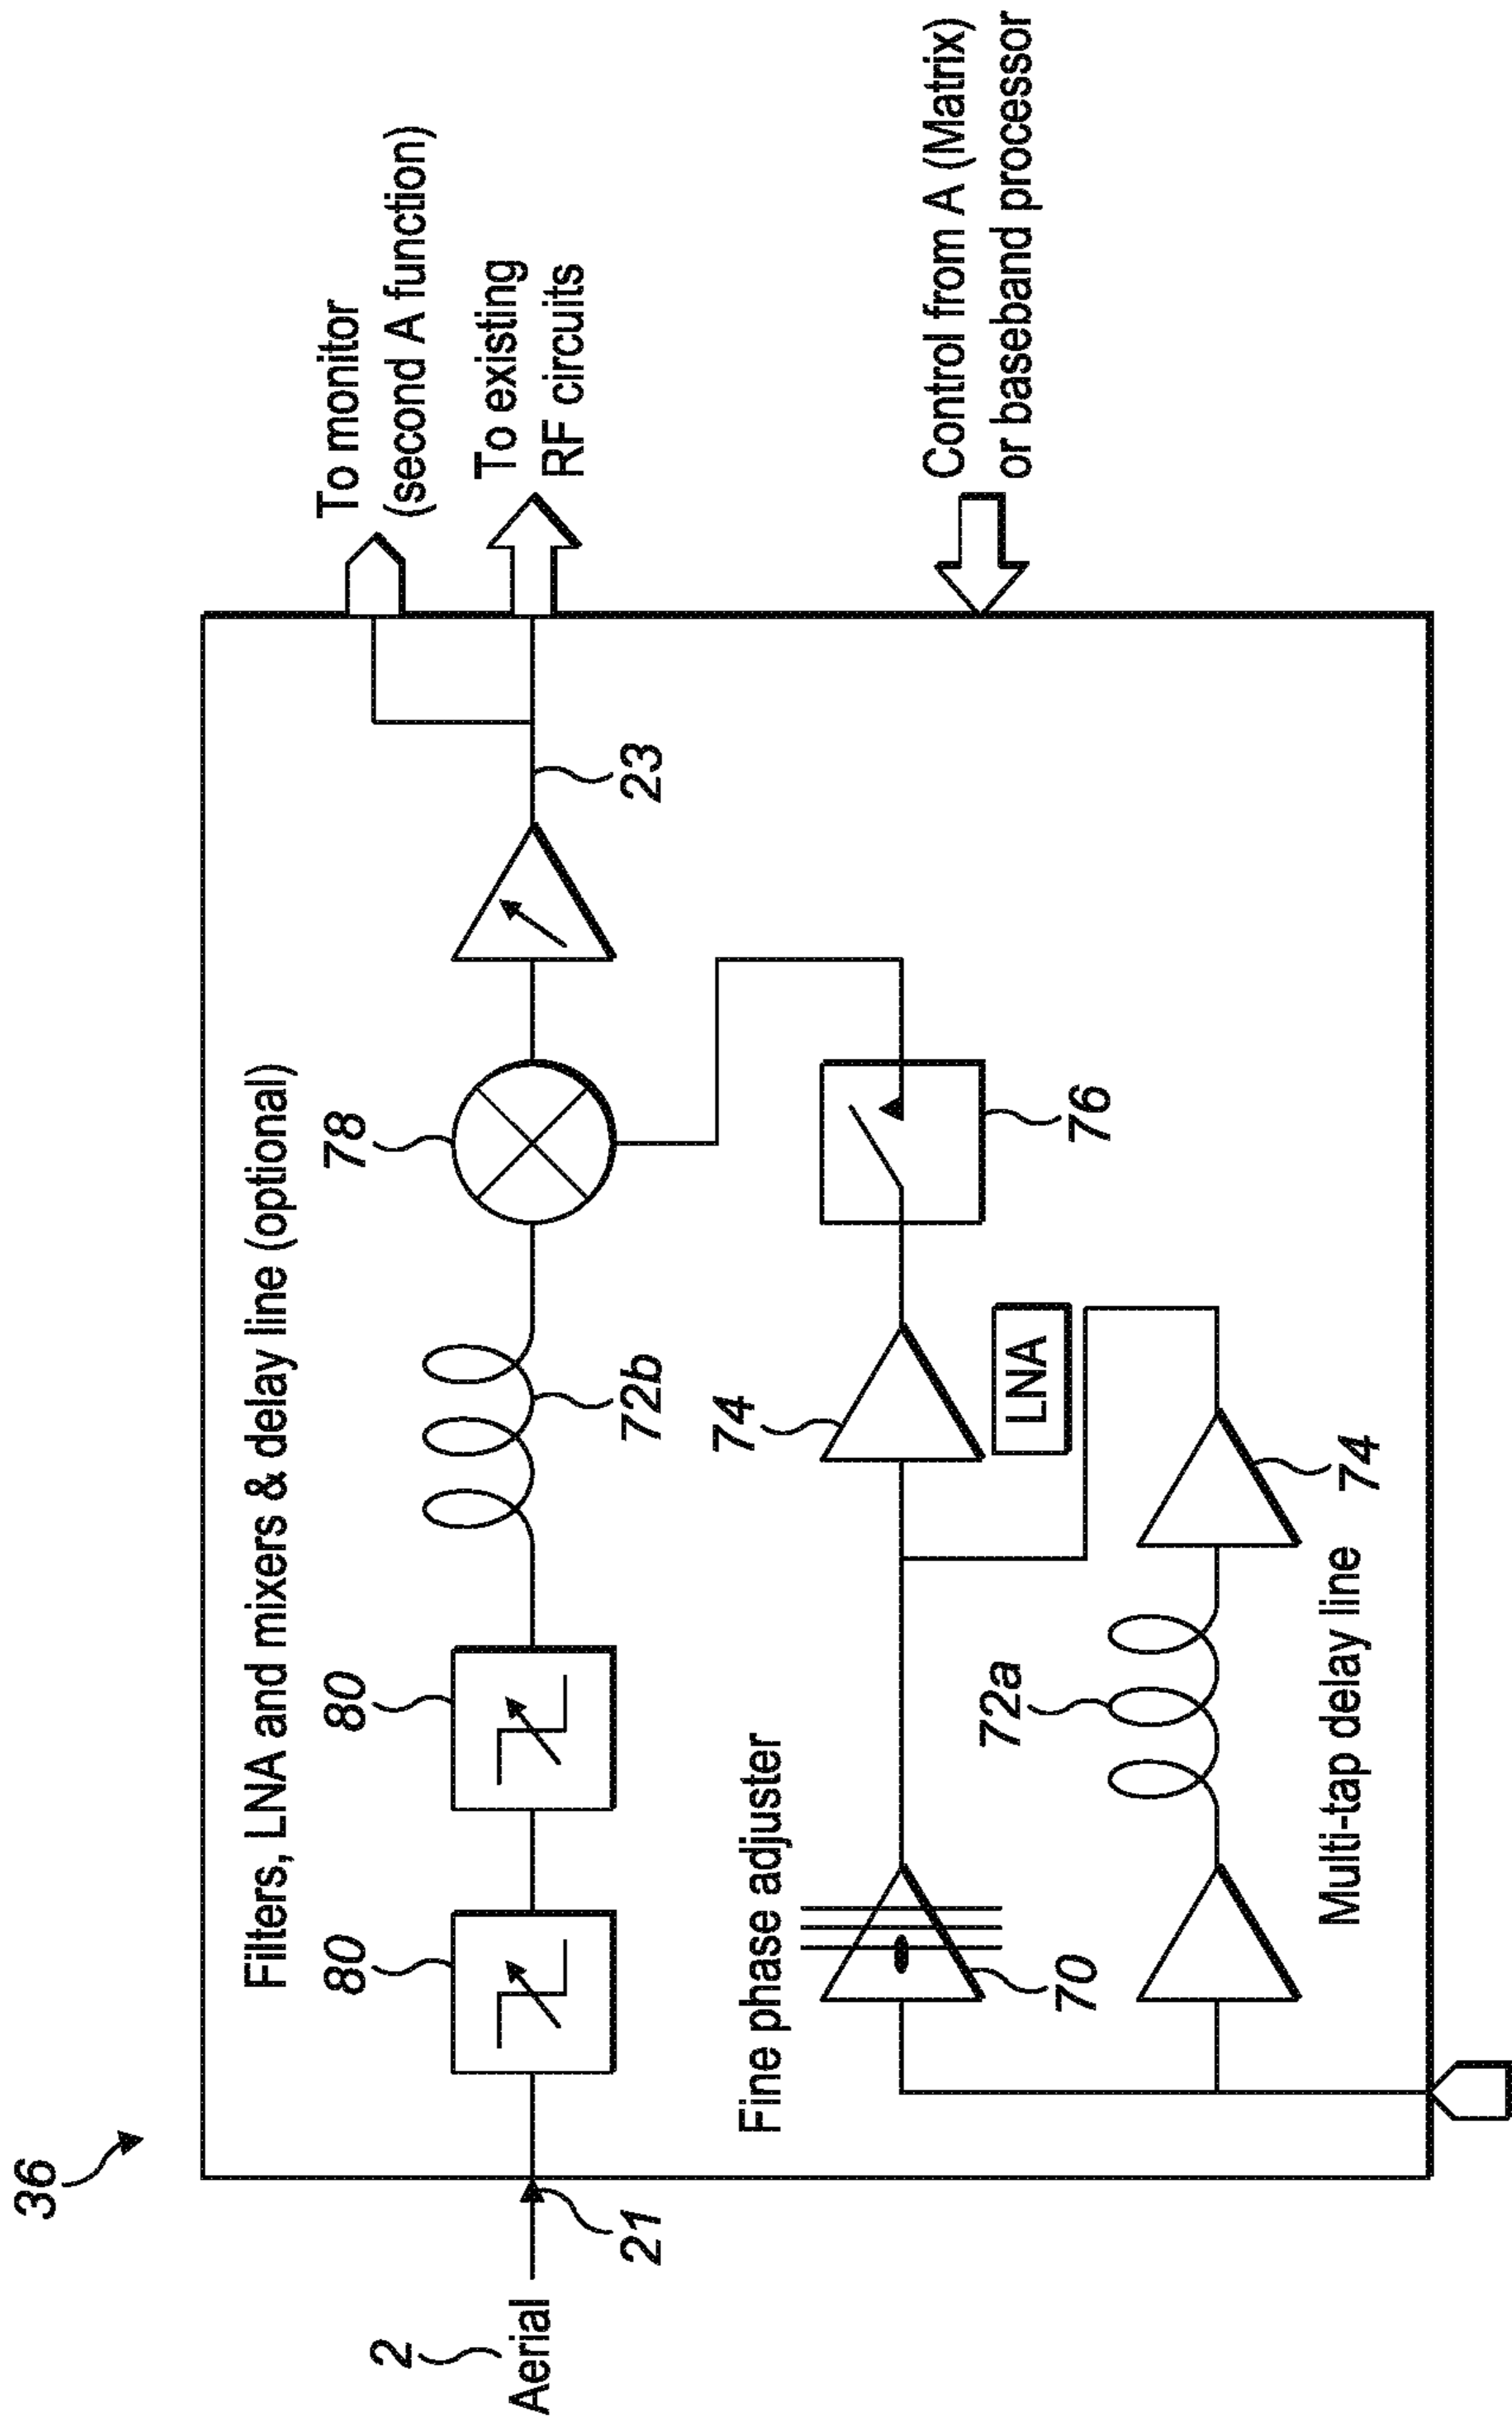 36
Filters, LNA and mixers & delay line (optional)
To monitor
(second A function)
80
80
78
To existing
RF circuits
2
Aerial
21
72b
23
Fine phase adjuster
74
Control from A (Matrix)
or baseband processor
70
72a
LNA
76
Multi-tap delay line
74